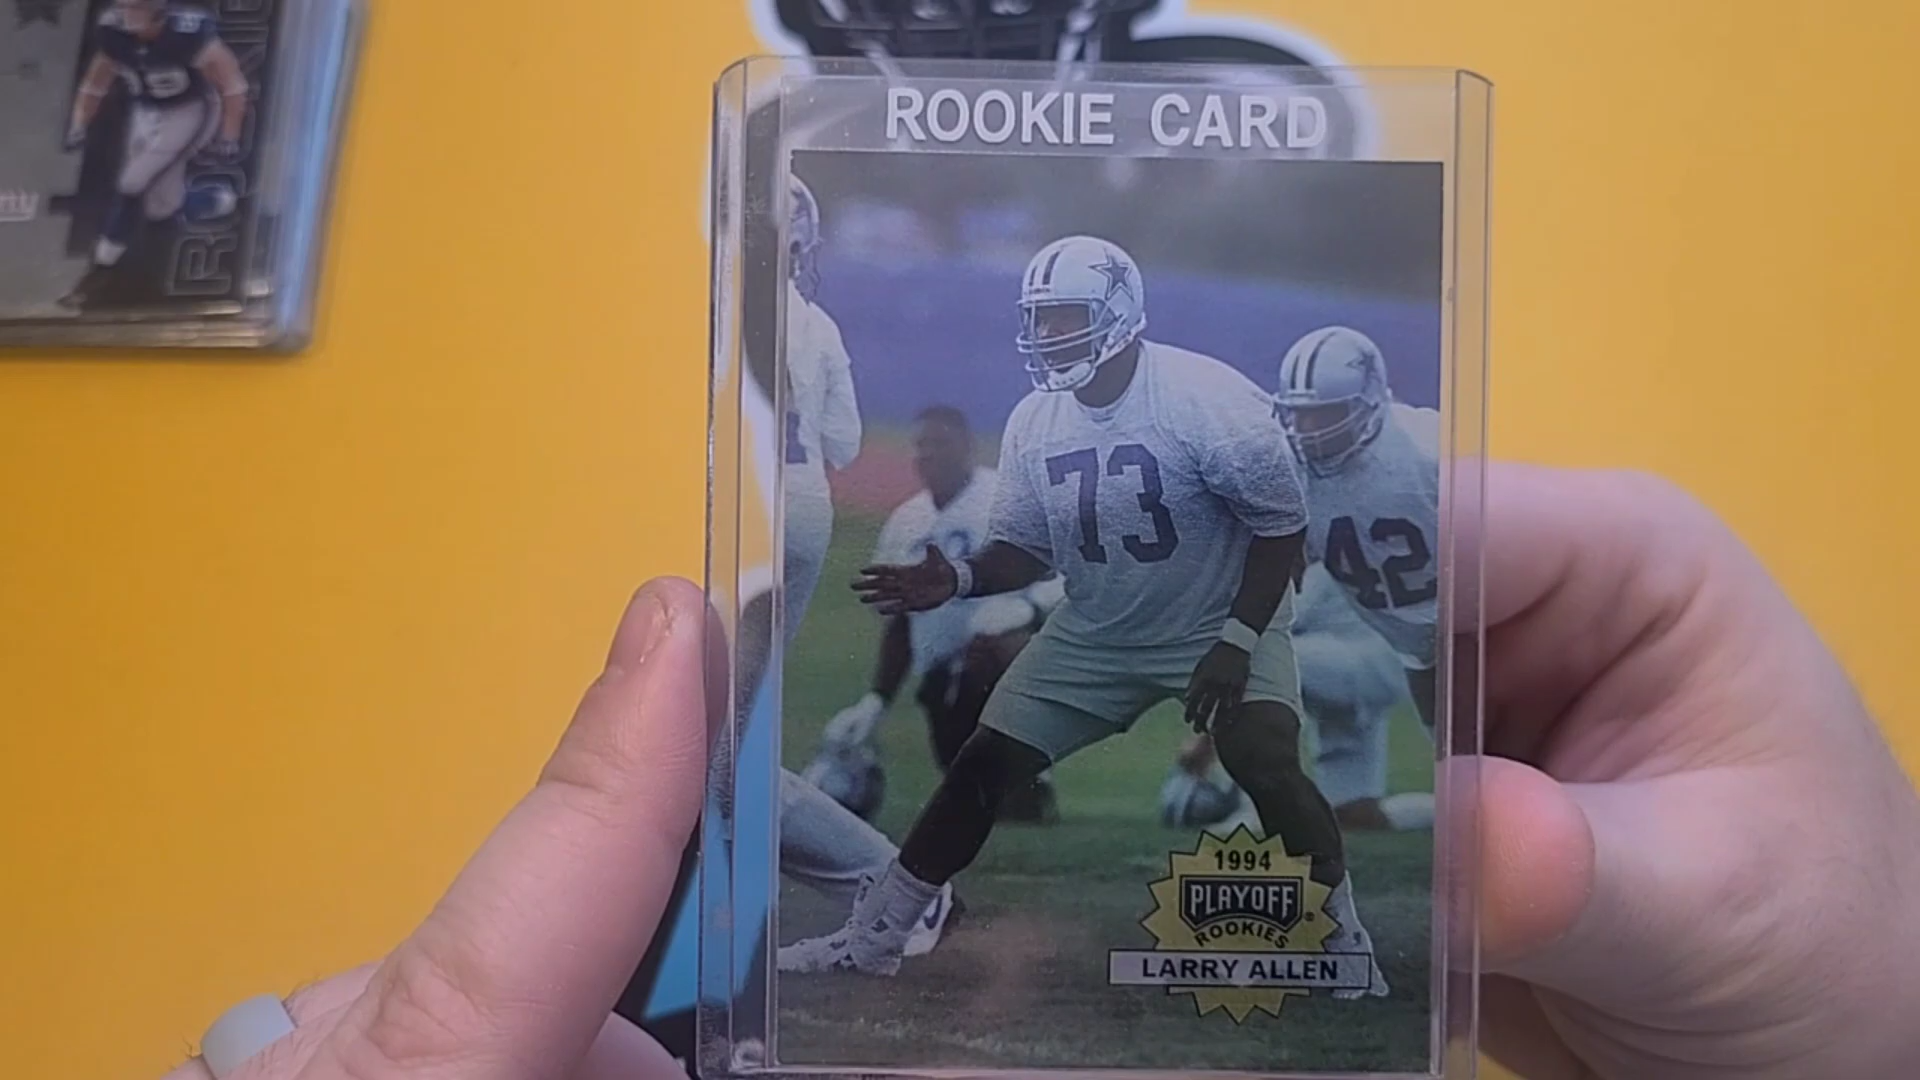 ROOKIE CARD
73
42
1994
PLAYOFF
ROOKIES
LARRY ALLEN